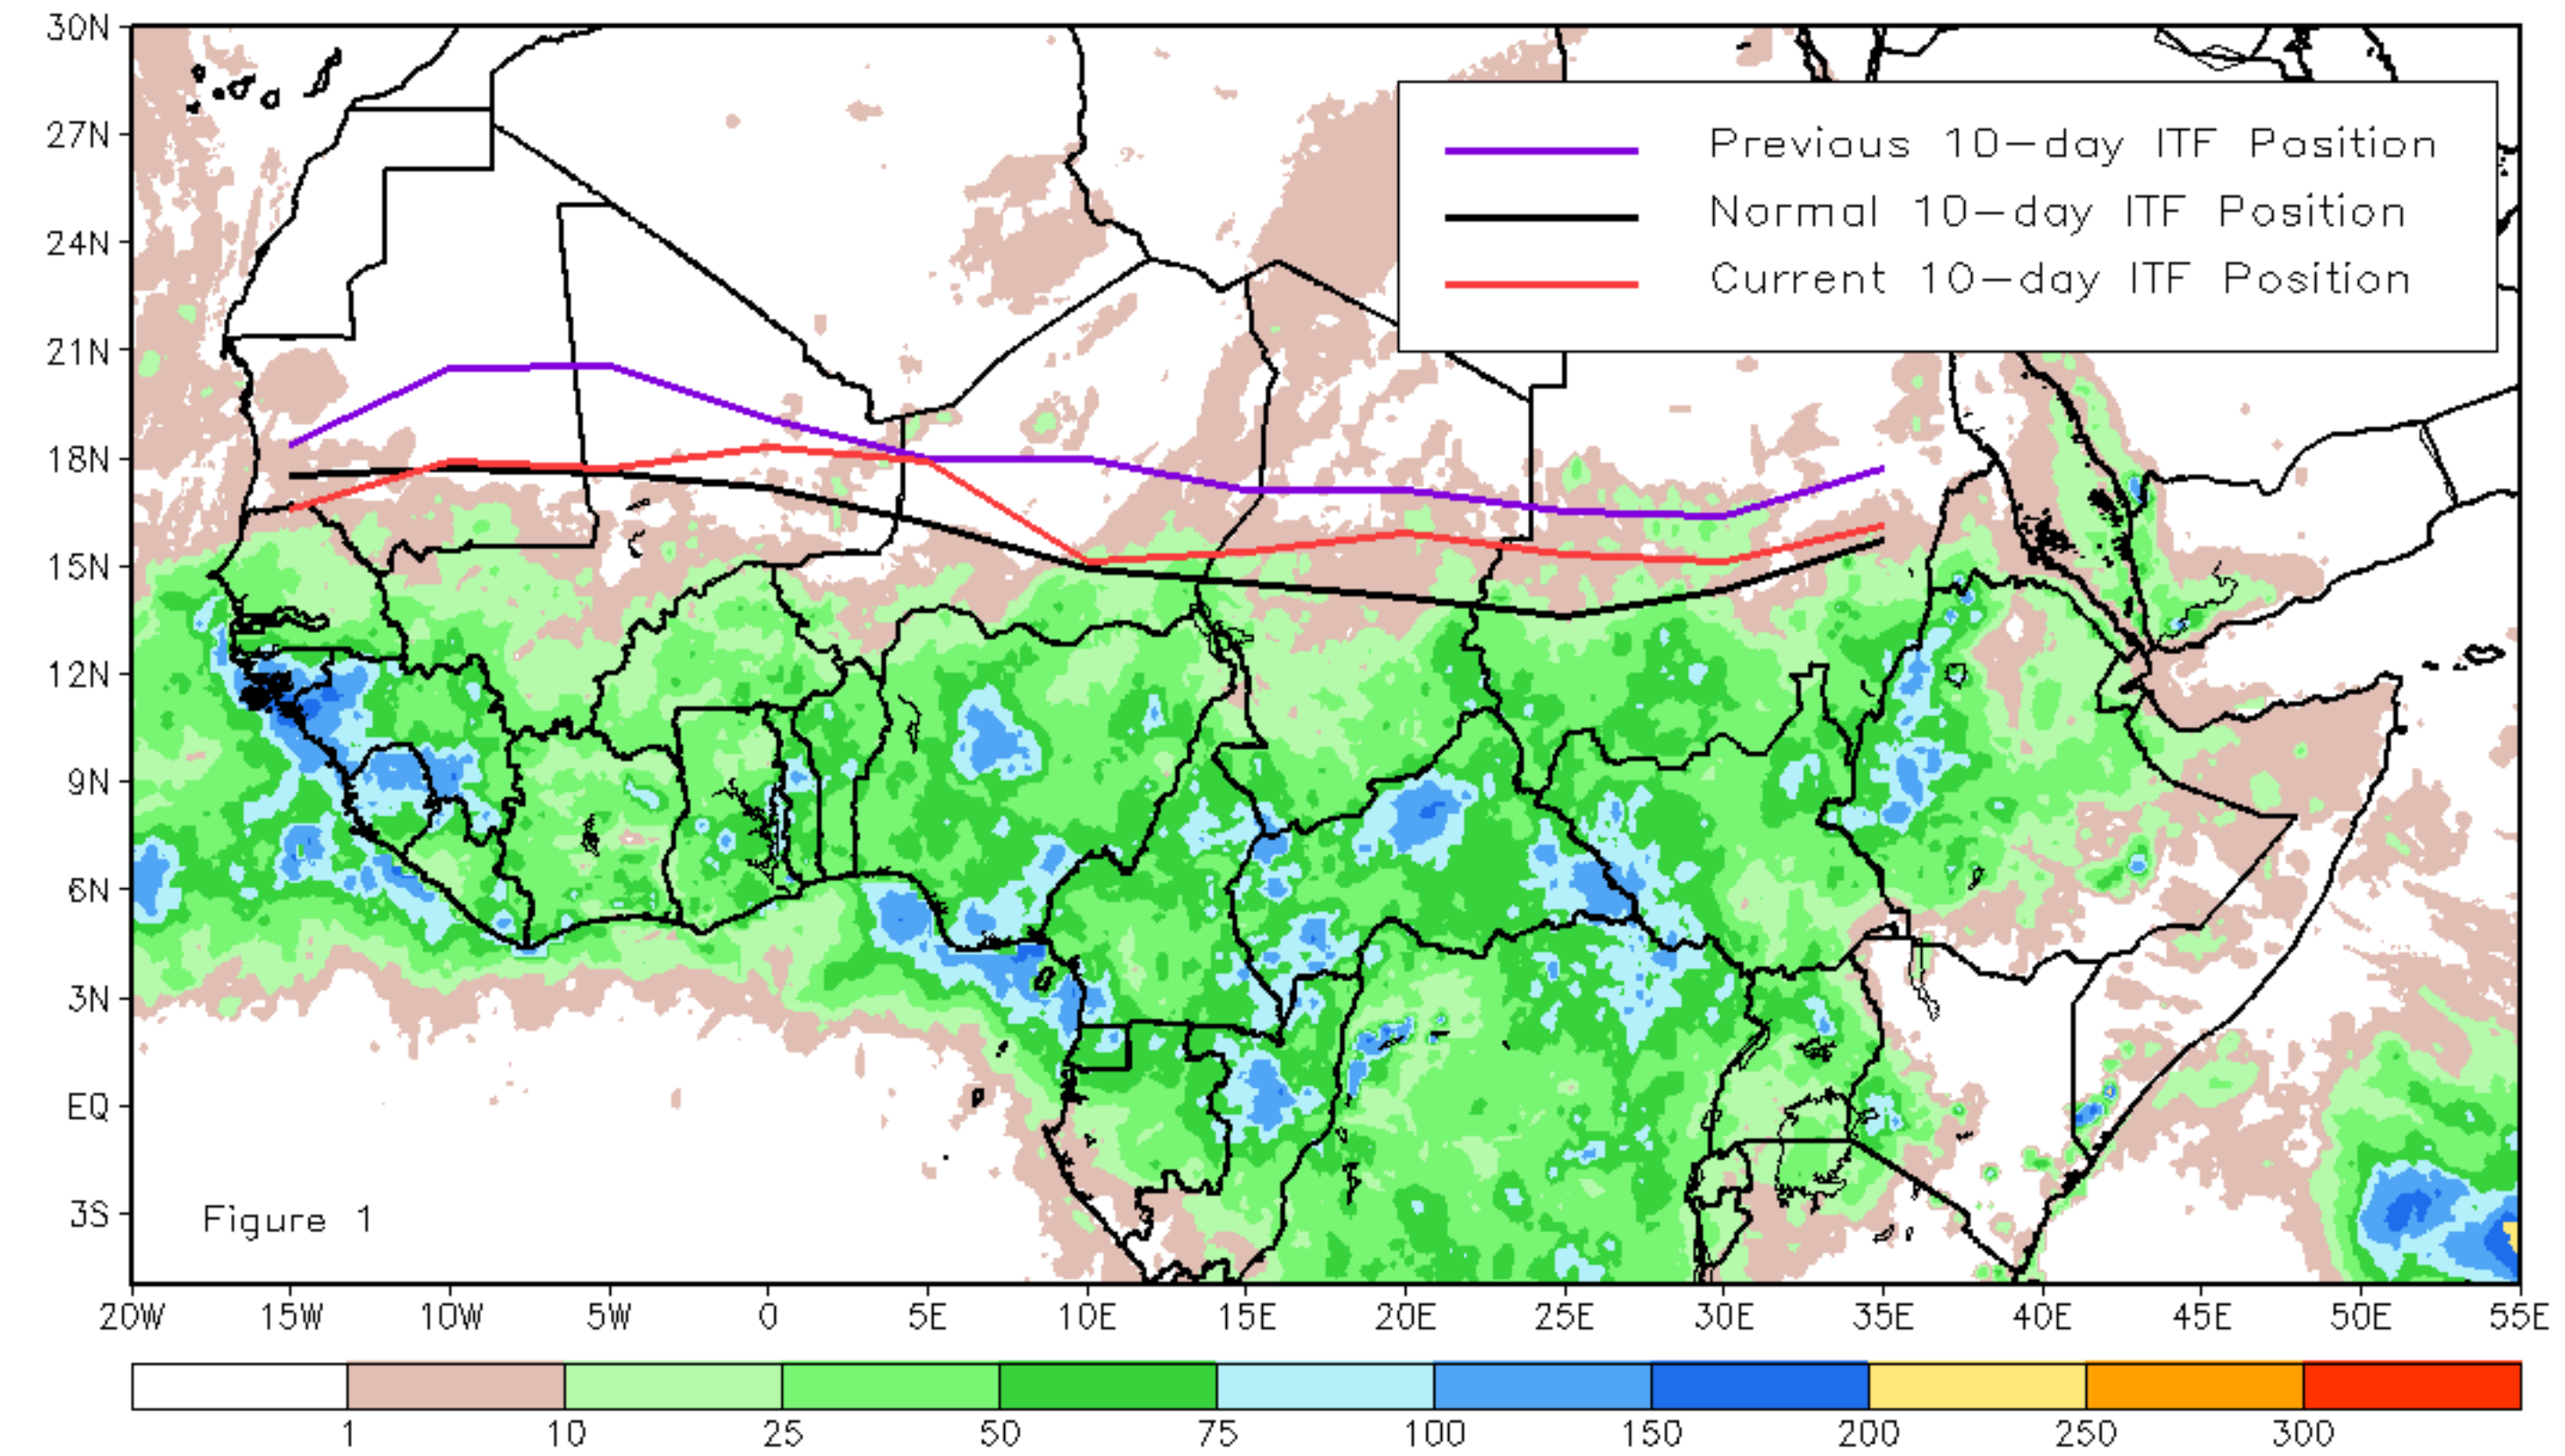 30N
27N
24N
21N
18N
15N
12N
9N
6N
3N
EQ
3S
Previous 10-day ITF Position
Normal 10-day ITF Position
Current 10-day ITF Position
Figure 1
20W 15W 10W 5W 0 5E 10E 15E 20E 25E 30E 35E 40E 45E 50E 55E
1 10 25 50 75 100 150 200 250 300